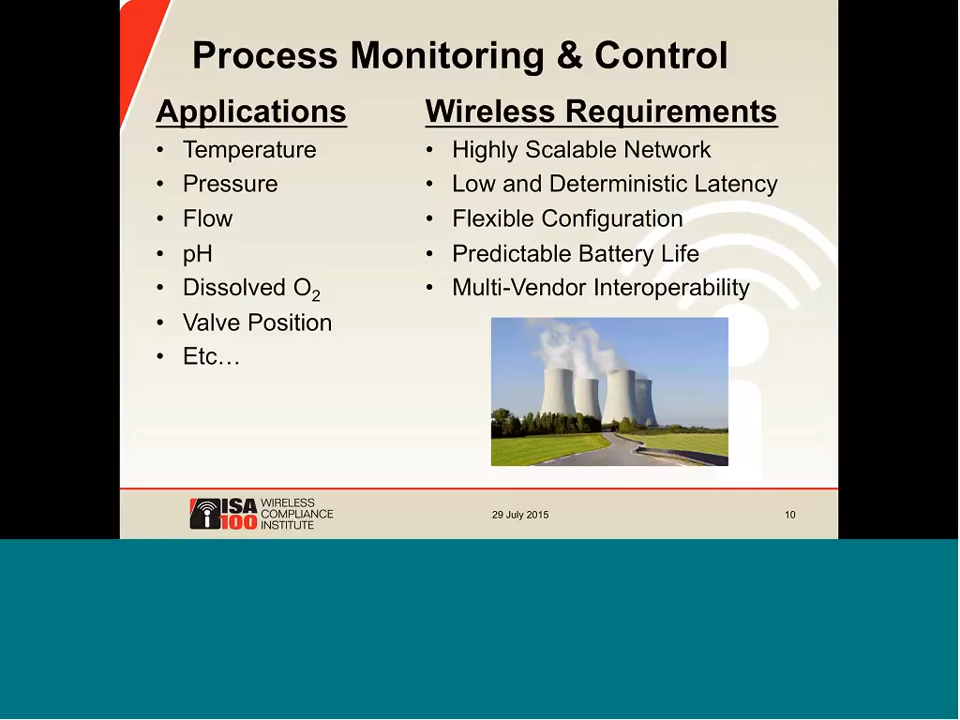 Process Monitoring & Control
Applications
• Temperature
• Pressure
• Flow
• pH
• Dissolved O₂
• Valve Position
• Etc…
Wireless Requirements
• Highly Scalable Network
• Low and Deterministic Latency
• Flexible Configuration
• Predictable Battery Life
• Multi-Vendor Interoperability
ISA
100
WIRELESS
COMPLIANCE
INSTITUTE
29 July 2015
10